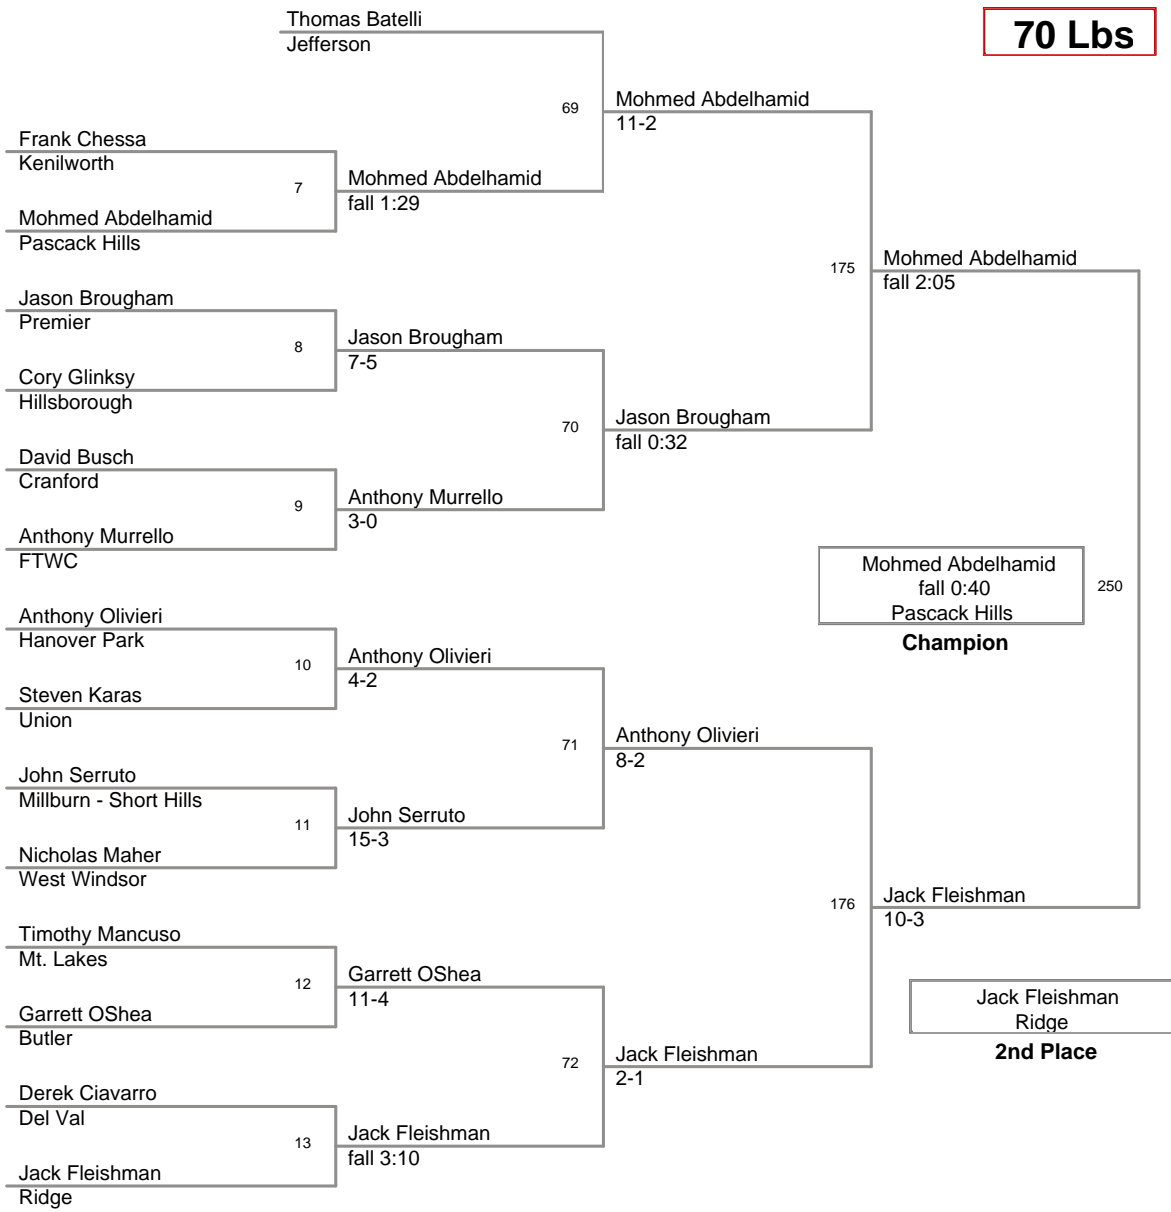 Thomas Batelli
Jefferson
70 Lbs
69
Mohmed Abdelhamid
11-2
Frank Chessa
Kenilworth
7
Mohmed Abdelhamid
fall 1:29
Mohmed Abdelhamid
Pascack Hills
175
Mohmed Abdelhamid
fall 2:05
Jason Brougham
Premier
8
Jason Brougham
7-5
Cory Glinksy
Hillsborough
70
Jason Brougham
fall 0:32
David Busch
Cranford
9
Anthony Murrello
3-0
Anthony Murrello
FTWC
Mohmed Abdelhamid
fall 0:40
Pascack Hills
Champion
250
Anthony Olivieri
Hanover Park
10
Anthony Olivieri
4-2
Steven Karas
Union
71
Anthony Olivieri
8-2
John Serruto
Millburn - Short Hills
11
John Serruto
15-3
Nicholas Maher
West Windsor
176
Jack Fleishman
10-3
Timothy Mancuso
Mt. Lakes
12
Garrett OShea
11-4
Garrett OShea
Butler
Jack Fleishman
Ridge
2nd Place
72
Jack Fleishman
2-1
Derek Ciavarro
Del Val
13
Jack Fleishman
fall 3:10
Jack Fleishman
Ridge